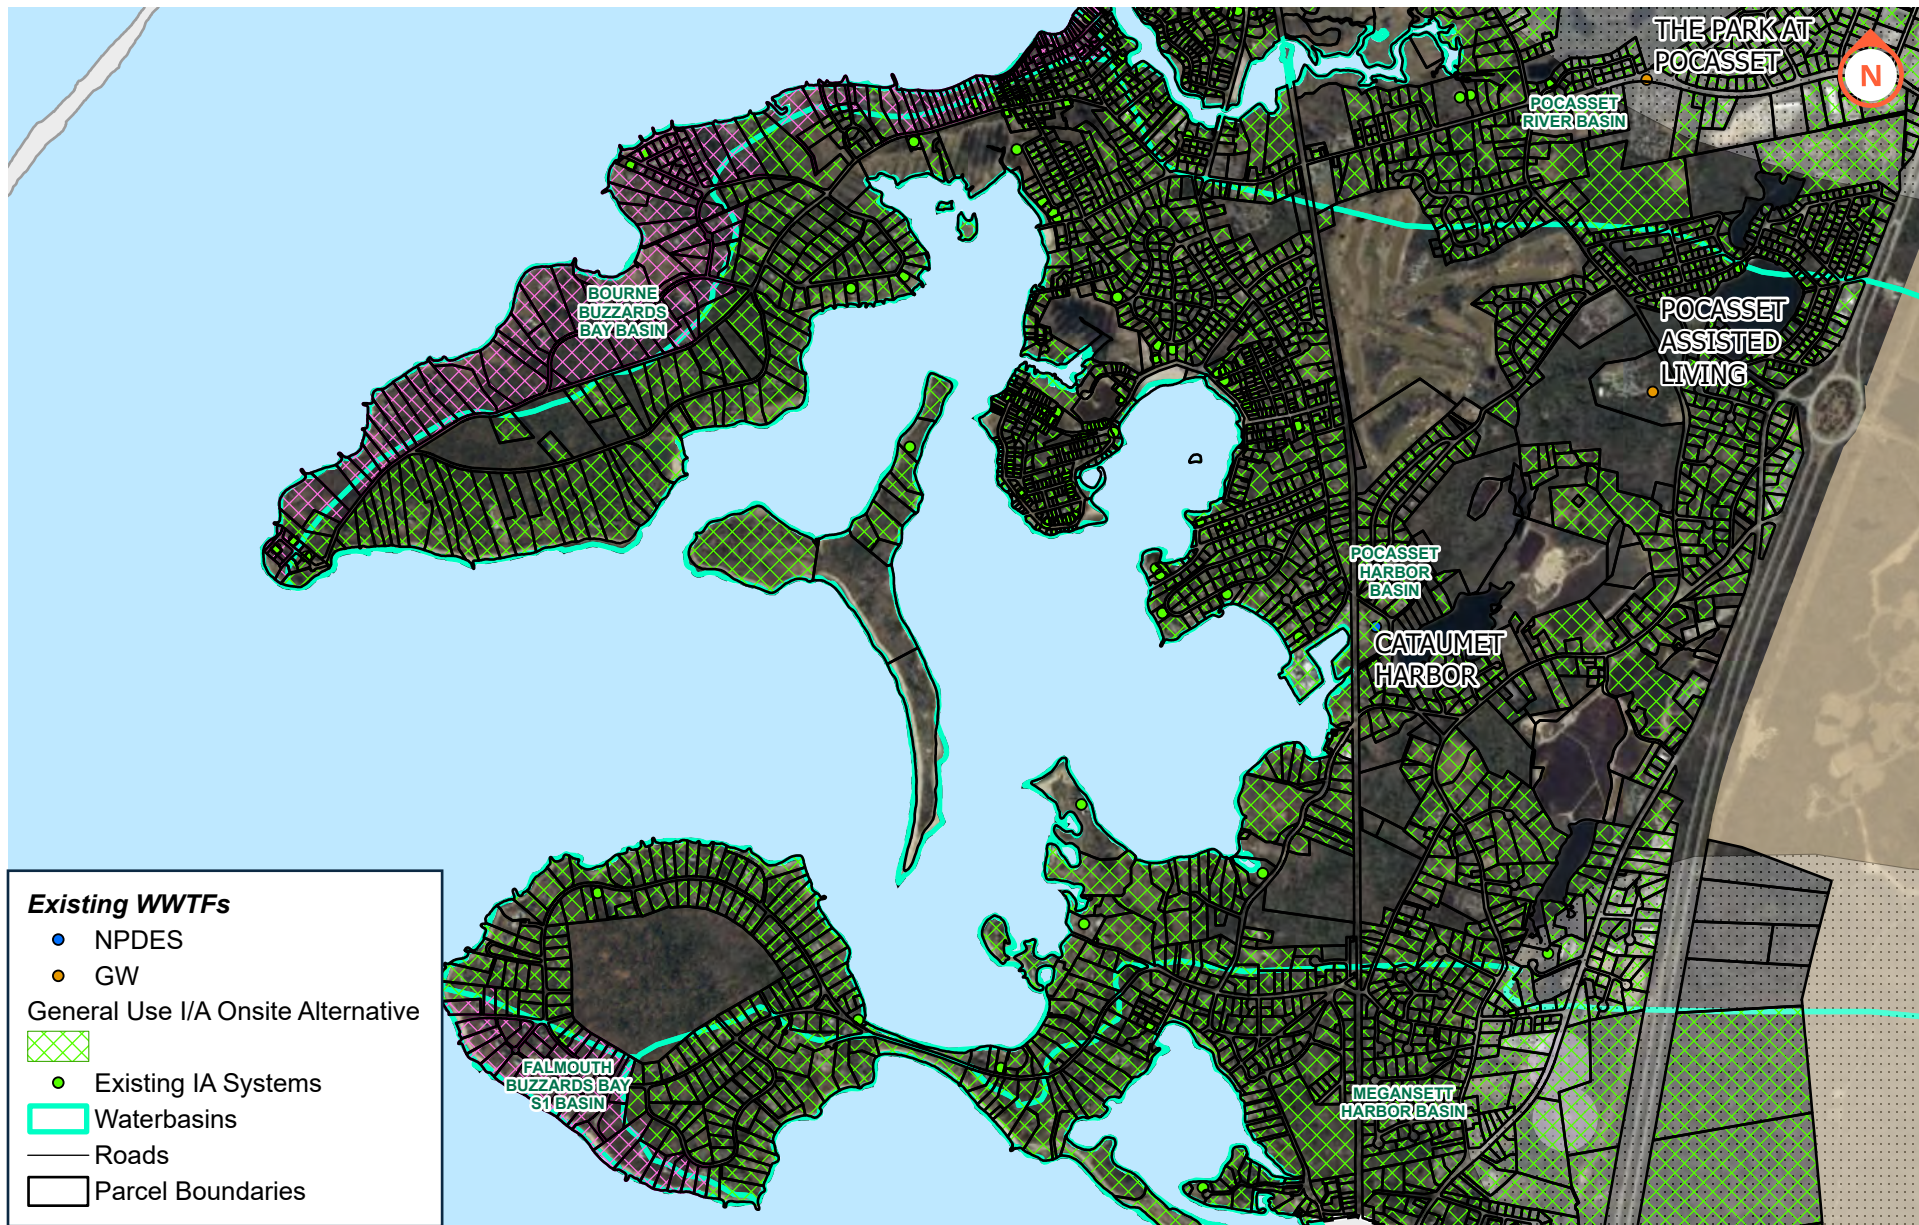 THE PARK AT
POCASSET
N
POCASSET
RIVER BASIN
BOURNE
BUZZARDS
BAY BASIN
POCASSET
ASSISTED
LIVING
POCASSET
HARBOR
BASIN
CATAUMET
HARBOR
FALMOUTH
BUZZARDS BAY
S1 BASIN
MEGANSETT
HARBOR BASIN
Existing WWTFs
NPDES
GW
General Use I/A Onsite Alternative
Existing IA Systems
Waterbasins
Roads
Parcel Boundaries